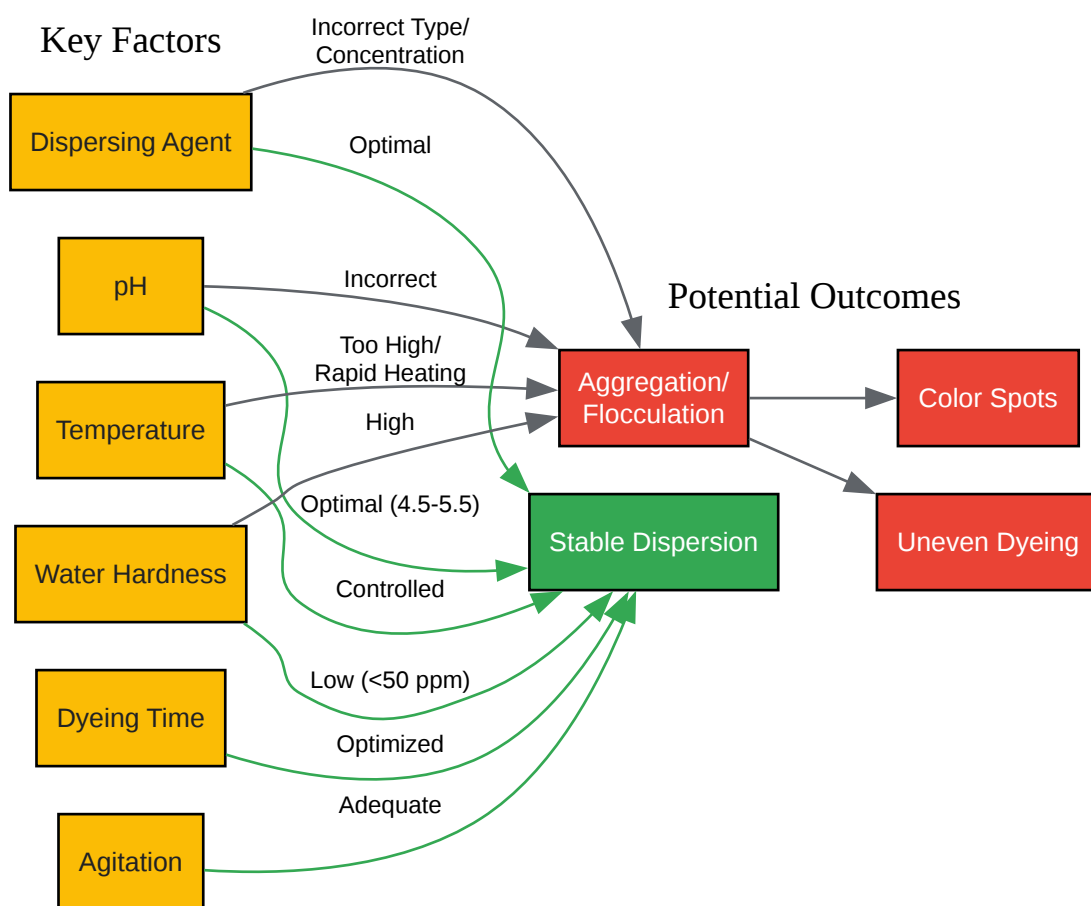 Key Factors
Incorrect Type/
Concentration
Dispersing Agent
Optimal
pH
Incorrect
Potential Outcomes
Too High/
Rapid Heating
Aggregation/
Flocculation
Color Spots
Temperature
High
Optimal (4.5-5.5)
Stable Dispersion
Uneven Dyeing
Water Hardness
Controlled
Low (<50 ppm)
Dyeing Time
Optimized
Adequate
Agitation